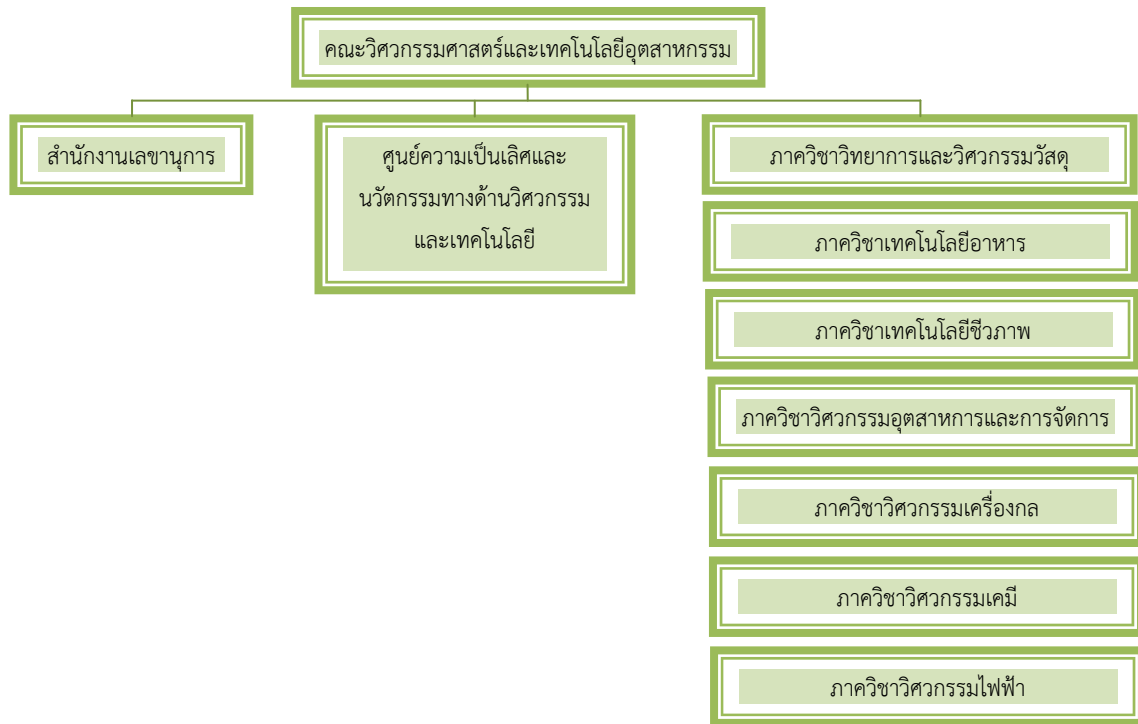 คณะวิศวกรรมศาสตร์และเทคโนโลยีอุตสาหกรรม
สำนักงานเลขานุการ
ศูนย์ความเป็นเลิศและ
นวัตกรรมทางด้านวิศวกรรม
และเทคโนโลยี
ภาควิชาวิทยาการและวิศวกรรมวัสดุ
ภาควิชาเทคโนโลยีอาหาร
ภาควิชาเทคโนโลยีชีวภาพ
ภาควิชาวิศวกรรมอุตสาหการและการจัดการ
ภาควิชาวิศวกรรมเครื่องกล
ภาควิชาวิศวกรรมเคมี
ภาควิชาวิศวกรรมไฟฟ้า